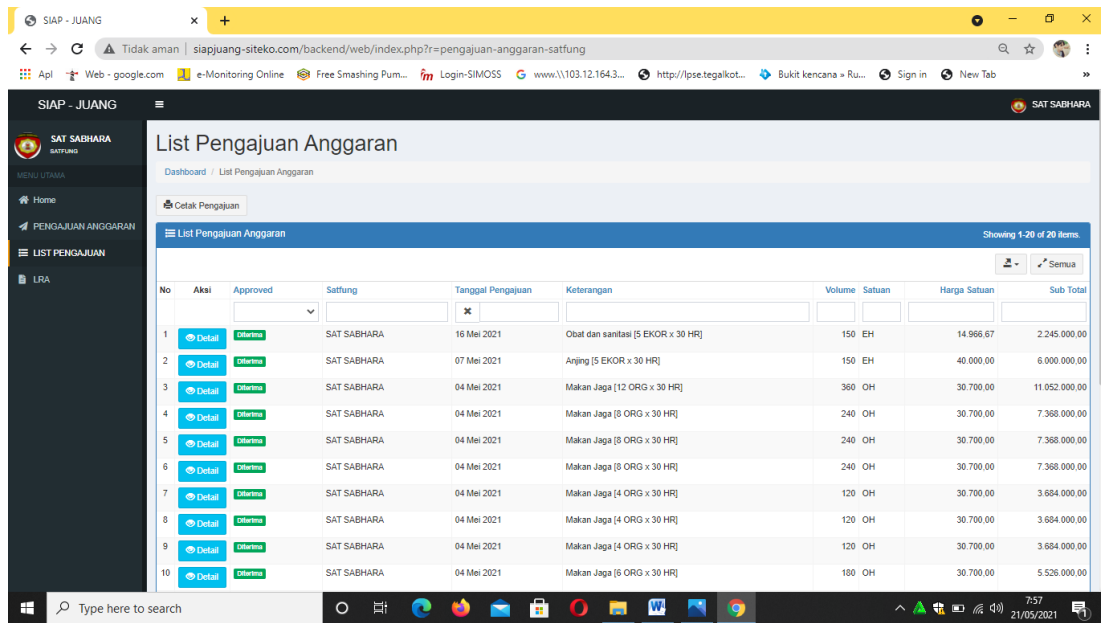 SIAP - JUANG
Tidak aman | siapjuang-siteko.com/backend/web/index.php?r=pengajuan-anggaran-satfung
Apl Web - google.com e-Monitoring Online Free Smashing Pum... Login-SIMOSS www.\\103.12.164.3... http://lpse.tegalkot... Bukit kencana » Ru... Sign in New Tab »
SIAP - JUANG SAT SABHARA
SAT SABHARA
SATFUNG
MENU UTAMA
Home
PENGAJUAN ANGGARAN
LIST PENGAJUAN
LRA
List Pengajuan Anggaran
Dashboard / List Pengajuan Anggaran
Cetak Pengajuan
List Pengajuan Anggaran Showing 1-20 of 20 items.
Semua
No Aksi Approved Satfung Tanggal Pengajuan Keterangan Volume Satuan Harga Satuan Sub Total
1 Detail Diterima SAT SABHARA 16 Mei 2021 Obat dan sanitasi [5 EKOR x 30 HR] 150 EH 14.966,67 2.245.000,00
2 Detail Diterima SAT SABHARA 07 Mei 2021 Anjing [5 EKOR x 30 HR] 150 EH 40.000,00 6.000.000,00
3 Detail Diterima SAT SABHARA 04 Mei 2021 Makan Jaga [12 ORG x 30 HR] 360 OH 30.700,00 11.052.000,00
4 Detail Diterima SAT SABHARA 04 Mei 2021 Makan Jaga [8 ORG x 30 HR] 240 OH 30.700,00 7.368.000,00
5 Detail Diterima SAT SABHARA 04 Mei 2021 Makan Jaga [8 ORG x 30 HR] 240 OH 30.700,00 7.368.000,00
6 Detail Diterima SAT SABHARA 04 Mei 2021 Makan Jaga [8 ORG x 30 HR] 240 OH 30.700,00 7.368.000,00
7 Detail Diterima SAT SABHARA 04 Mei 2021 Makan Jaga [4 ORG x 30 HR] 120 OH 30.700,00 3.684.000,00
8 Detail Diterima SAT SABHARA 04 Mei 2021 Makan Jaga [4 ORG x 30 HR] 120 OH 30.700,00 3.684.000,00
9 Detail Diterima SAT SABHARA 04 Mei 2021 Makan Jaga [4 ORG x 30 HR] 120 OH 30.700,00 3.684.000,00
10 Detail Diterima SAT SABHARA 04 Mei 2021 Makan Jaga [6 ORG x 30 HR] 180 OH 30.700,00 5.526.000,00
Type here to search
7:57
21/05/2021